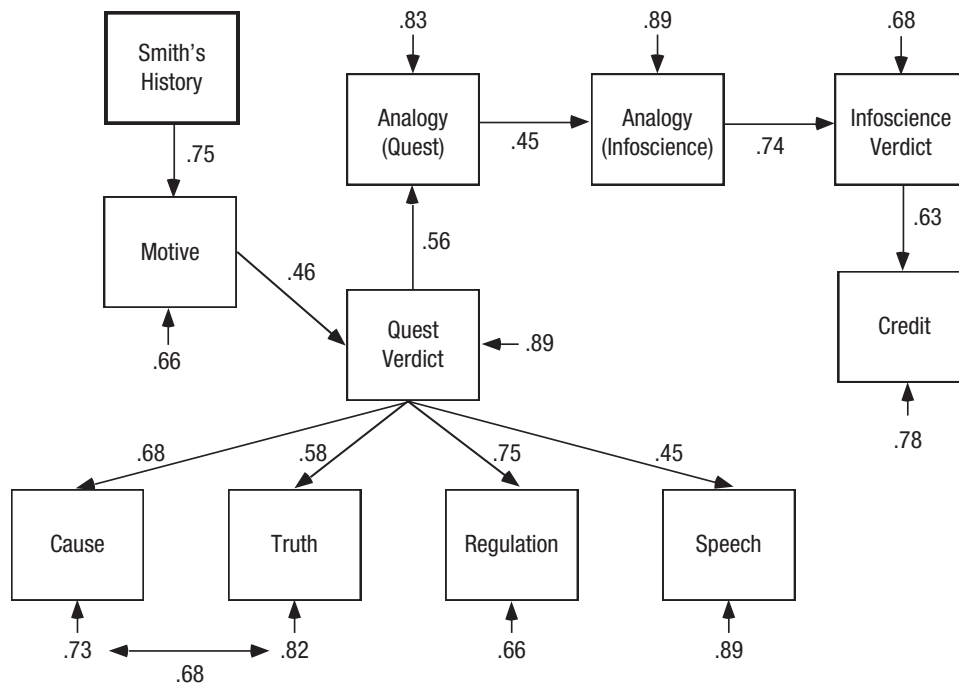 Smith's
History
.83
.89
.68
Analogy
(Quest)
.45
Analogy
(Infoscience)
.74
Infoscience
Verdict
.75
.63
Motive
.56
.46
Credit
Quest
Verdict
.89
.66
.78
.68
.58
.75
.45
Cause
Truth
Regulation
Speech
.73
.82
.66
.89
.68